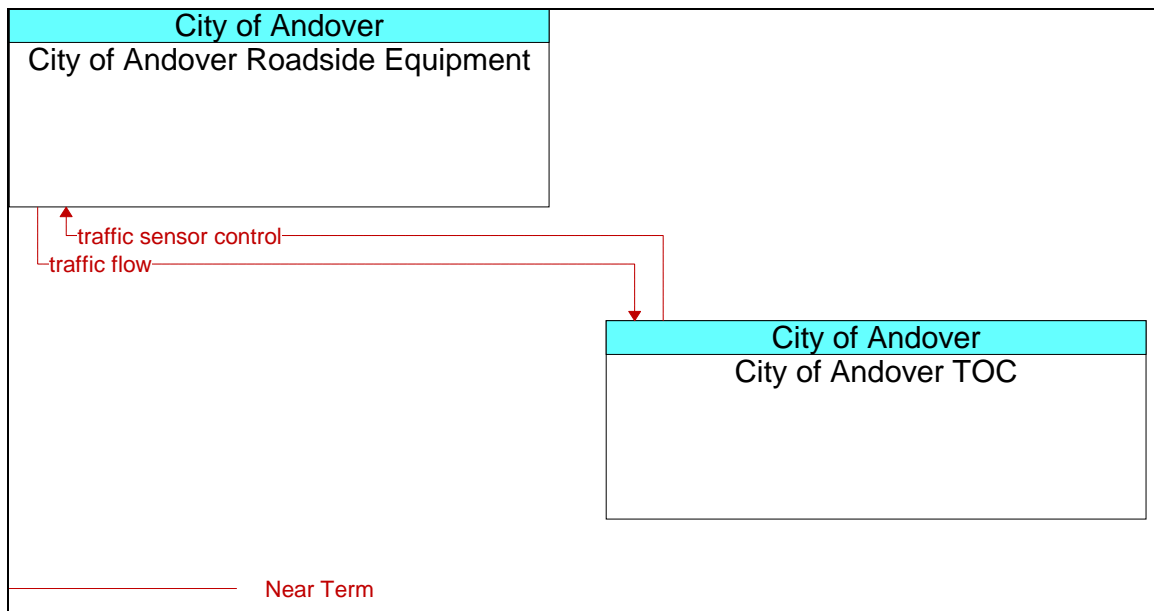 City of Andover
City of Andover Roadside Equipment
traffic sensor control
traffic flow
City of Andover
City of Andover TOC
Near Term